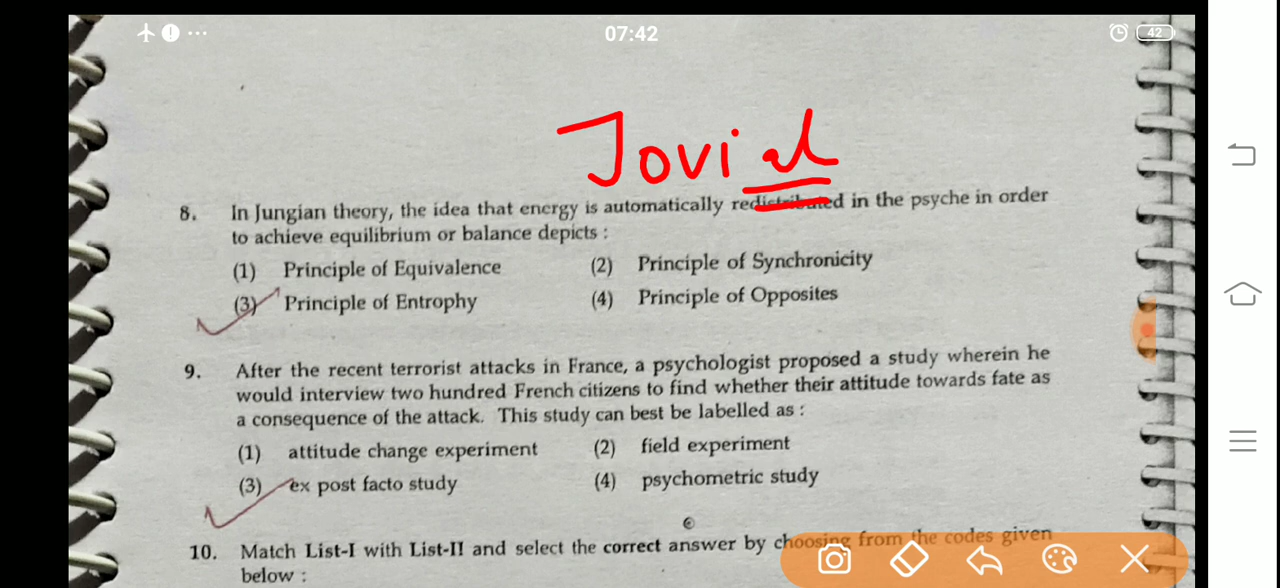 07:42
42
Jovial
8. In Jungian theory, the idea that energy is automatically redistributed in the psyche in order
to achieve equilibrium or balance depicts :
(1) Principle of Equivalence (2) Principle of Synchronicity
(3) Principle of Entrophy (4) Principle of Opposites
9. After the recent terrorist attacks in France, a psychologist proposed a study wherein he
would interview two hundred French citizens to find whether their attitude towards fate as
a consequence of the attack. This study can best be labelled as :
(1) attitude change experiment (2) field experiment
(3) ex post facto study (4) psychometric study
10. Match List-I with List-II and select the correct answer by choosing from the codes given
below :